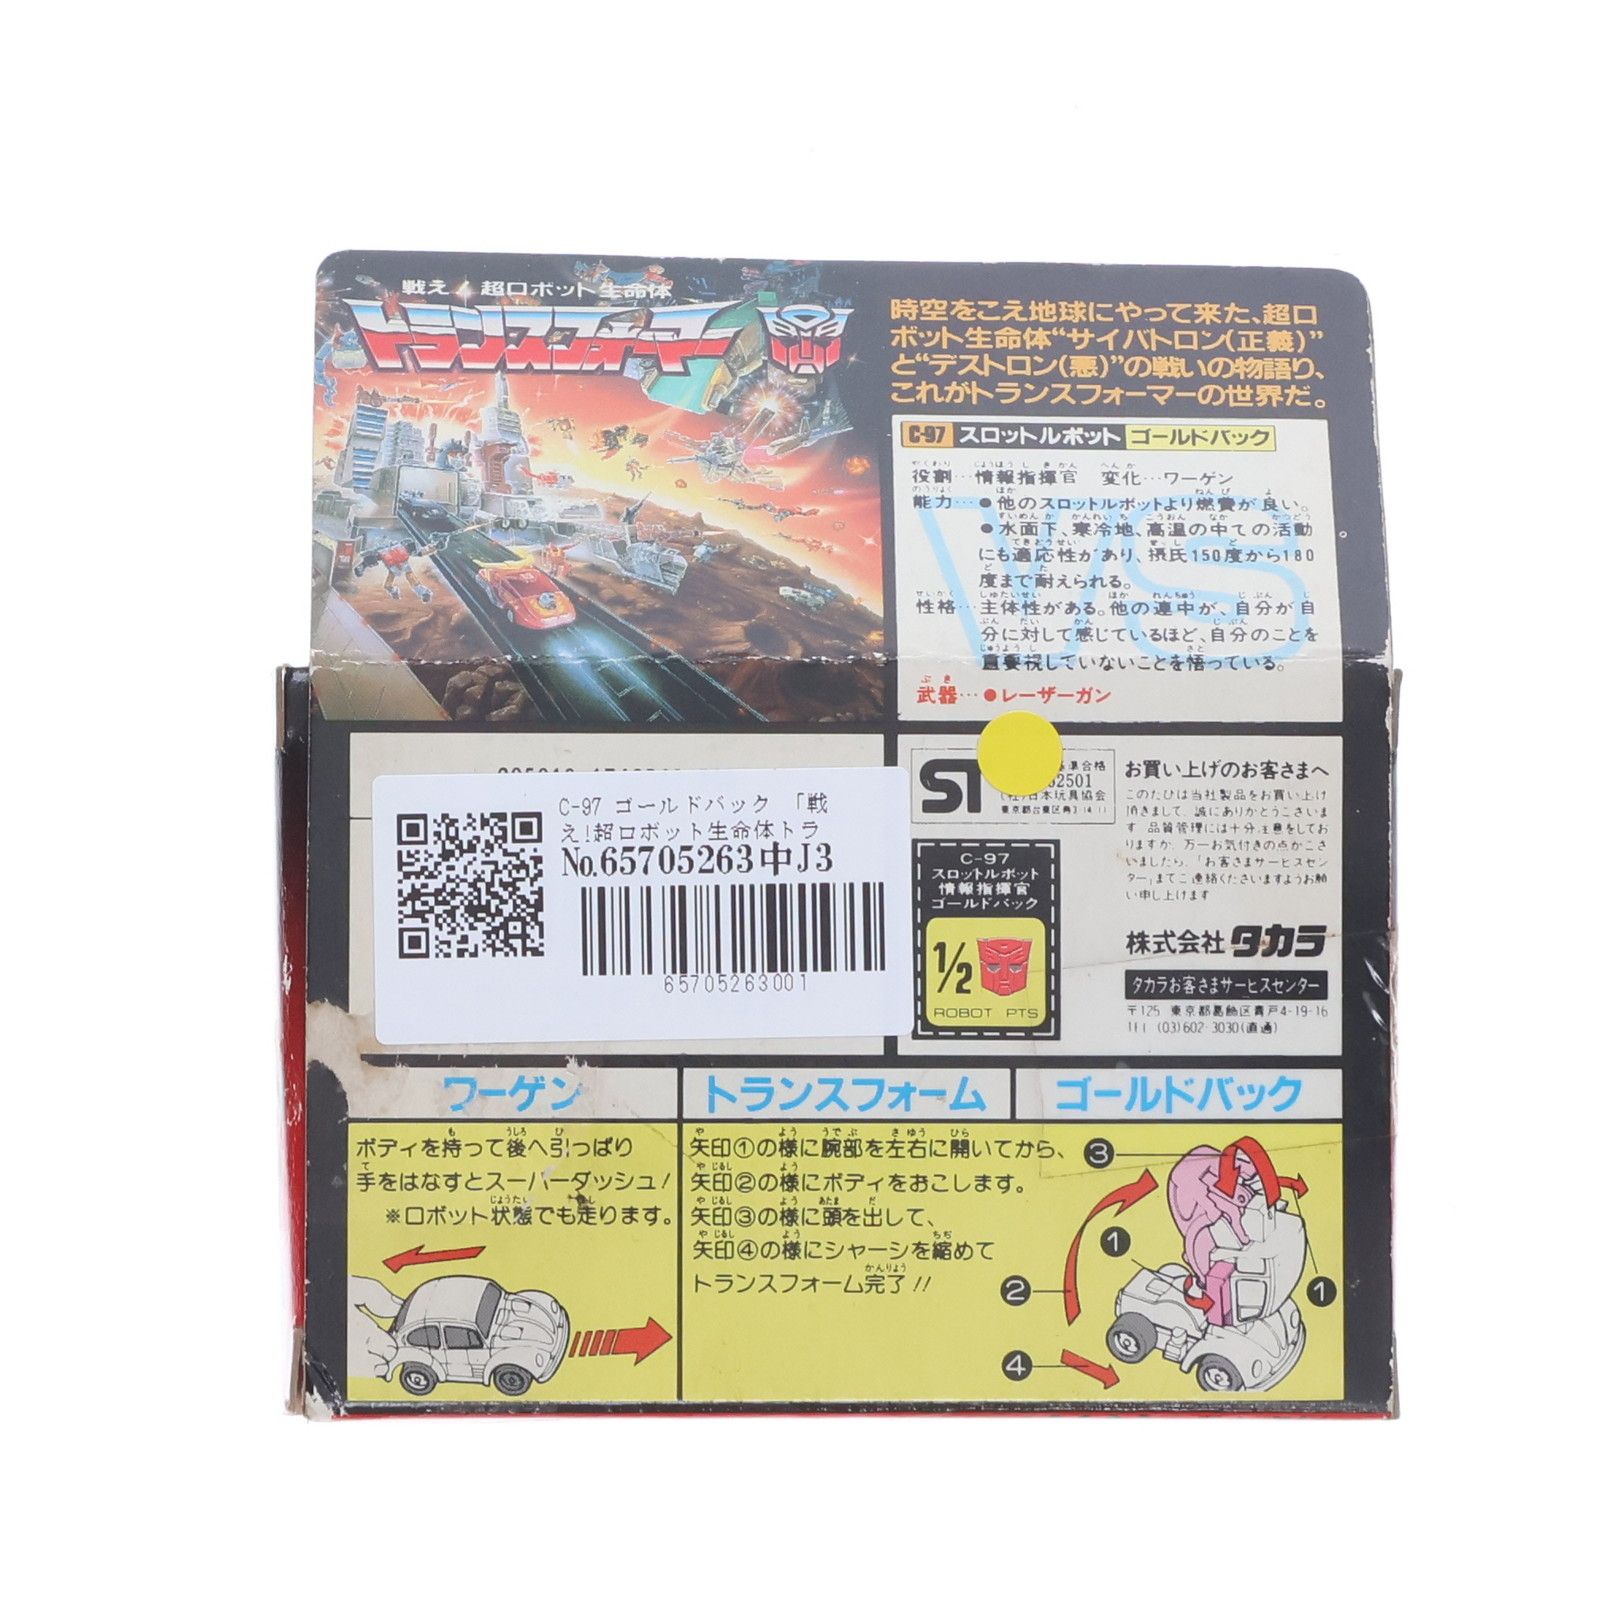 戦え!超ロボット生命体
トランスフォーマー
時空をこえ地球にやって来た、超ロ
ボット生命体“サイバトロン(正義)”
と“デストロン(悪)”の戦いの物語り、
これがトランスフォーマーの世界だ。
C-97 スロットルボット ゴールドバック
役割…情報指揮官 変化…ワーゲン
能力…●他のスロットルボットより燃費が良い。
●水面下、寒冷地、高温の中での活動
にも適応性があり、摂氏150度から180
度まで耐えられる。
性格…主体性がある。他の連中が、自分が自
分に対して感じているほど、自分のことを
重要視していないことを悟っている。
武器…●レーザーガン
C-97 ゴールドバック 「戦
え!超ロボット生命体トラ
No.65705263中J3
65705263001
ST
準合格
2501
(社)日本玩具協会
東京都台東区寿3-14-11
C-97
スロットルボット
情報指揮官
ゴールドバック
1/2
ROBOT PTS
お買い上げのお客さまへ
このたびは当社製品をお買い上げ
頂きまして、誠にありがとうございま
す。品質管理には十分注意をしてお
りますが、万一お気付きの点がござ
いましたら、「お客さまサービスセン
ター」までご連絡くださいますようお願
い申し上げます
株式会社タカラ
タカラお客さまサービスセンター
〒125 東京都葛飾区青戸4-19-16
TEL (03)602-3030(直通)
ワーゲン
ボディを持って後へ引っぱり
手をはなすとスーパーダッシュ!
※ロボット状態でも走ります。
トランスフォーム
ゴールドバック
矢印①の様に腕部を左右に開いてから、
矢印②の様にボディをおこします。
矢印③の様に頭を出して、
矢印④の様にシャーシを縮めて
トランスフォーム完了!!
3
1
2
1
4